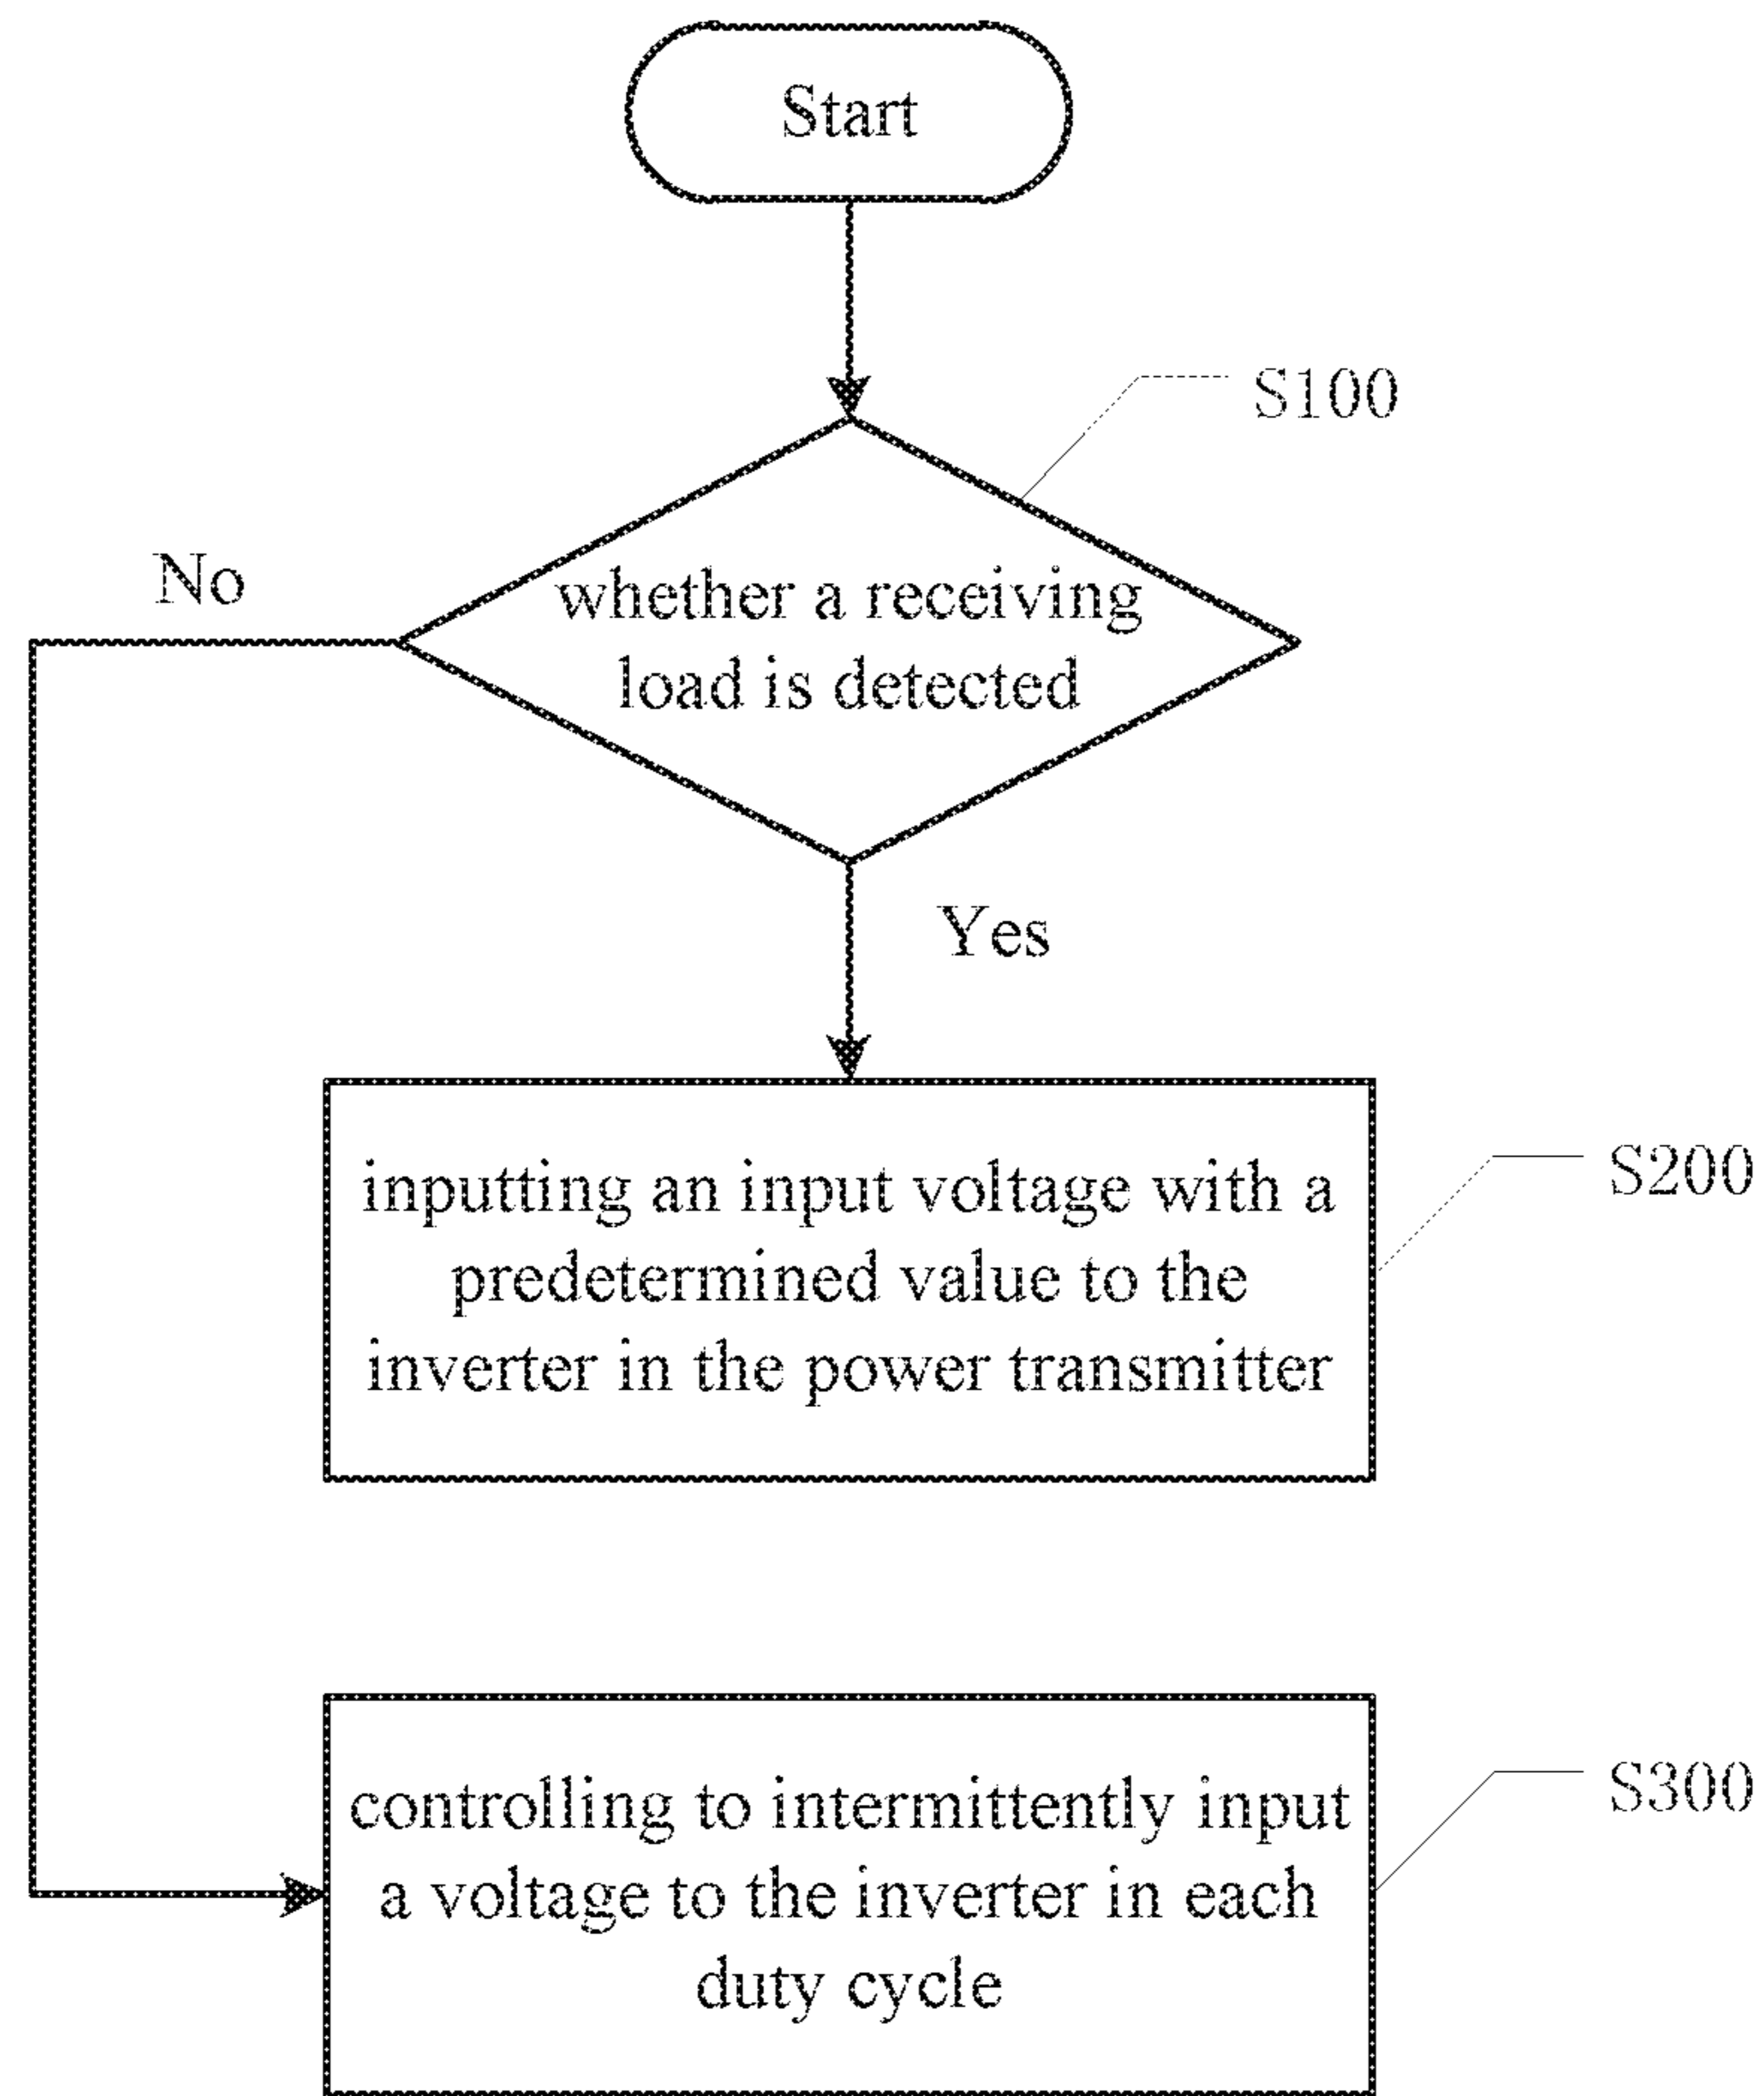 Start
S100
No
whether a receiving
load is detected
Yes
inputting an input voltage with a
predetermined value to the
inverter in the power transmitter
S200
controlling to intermittently input
a voltage to the inverter in each
duty cycle
S300